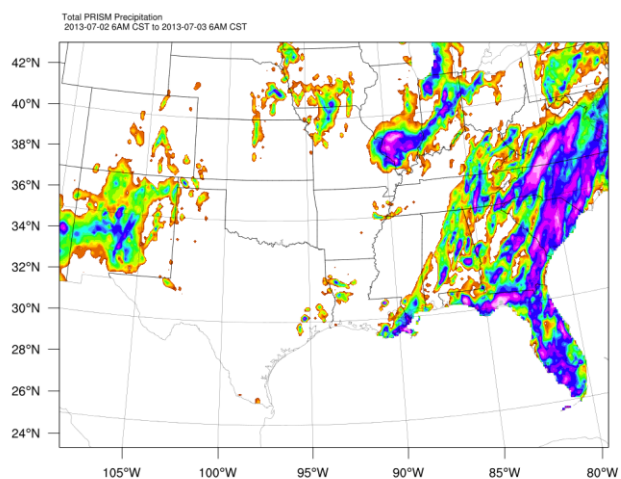 Total PRISM Precipitation
2013-07-02 6AM CST to 2013-07-03 6AM CST
42°N
40°N
38°N
36°N
34°N
32°N
30°N
28°N
26°N
24°N
105°W 100°W 95°W 90°W 85°W 80°W